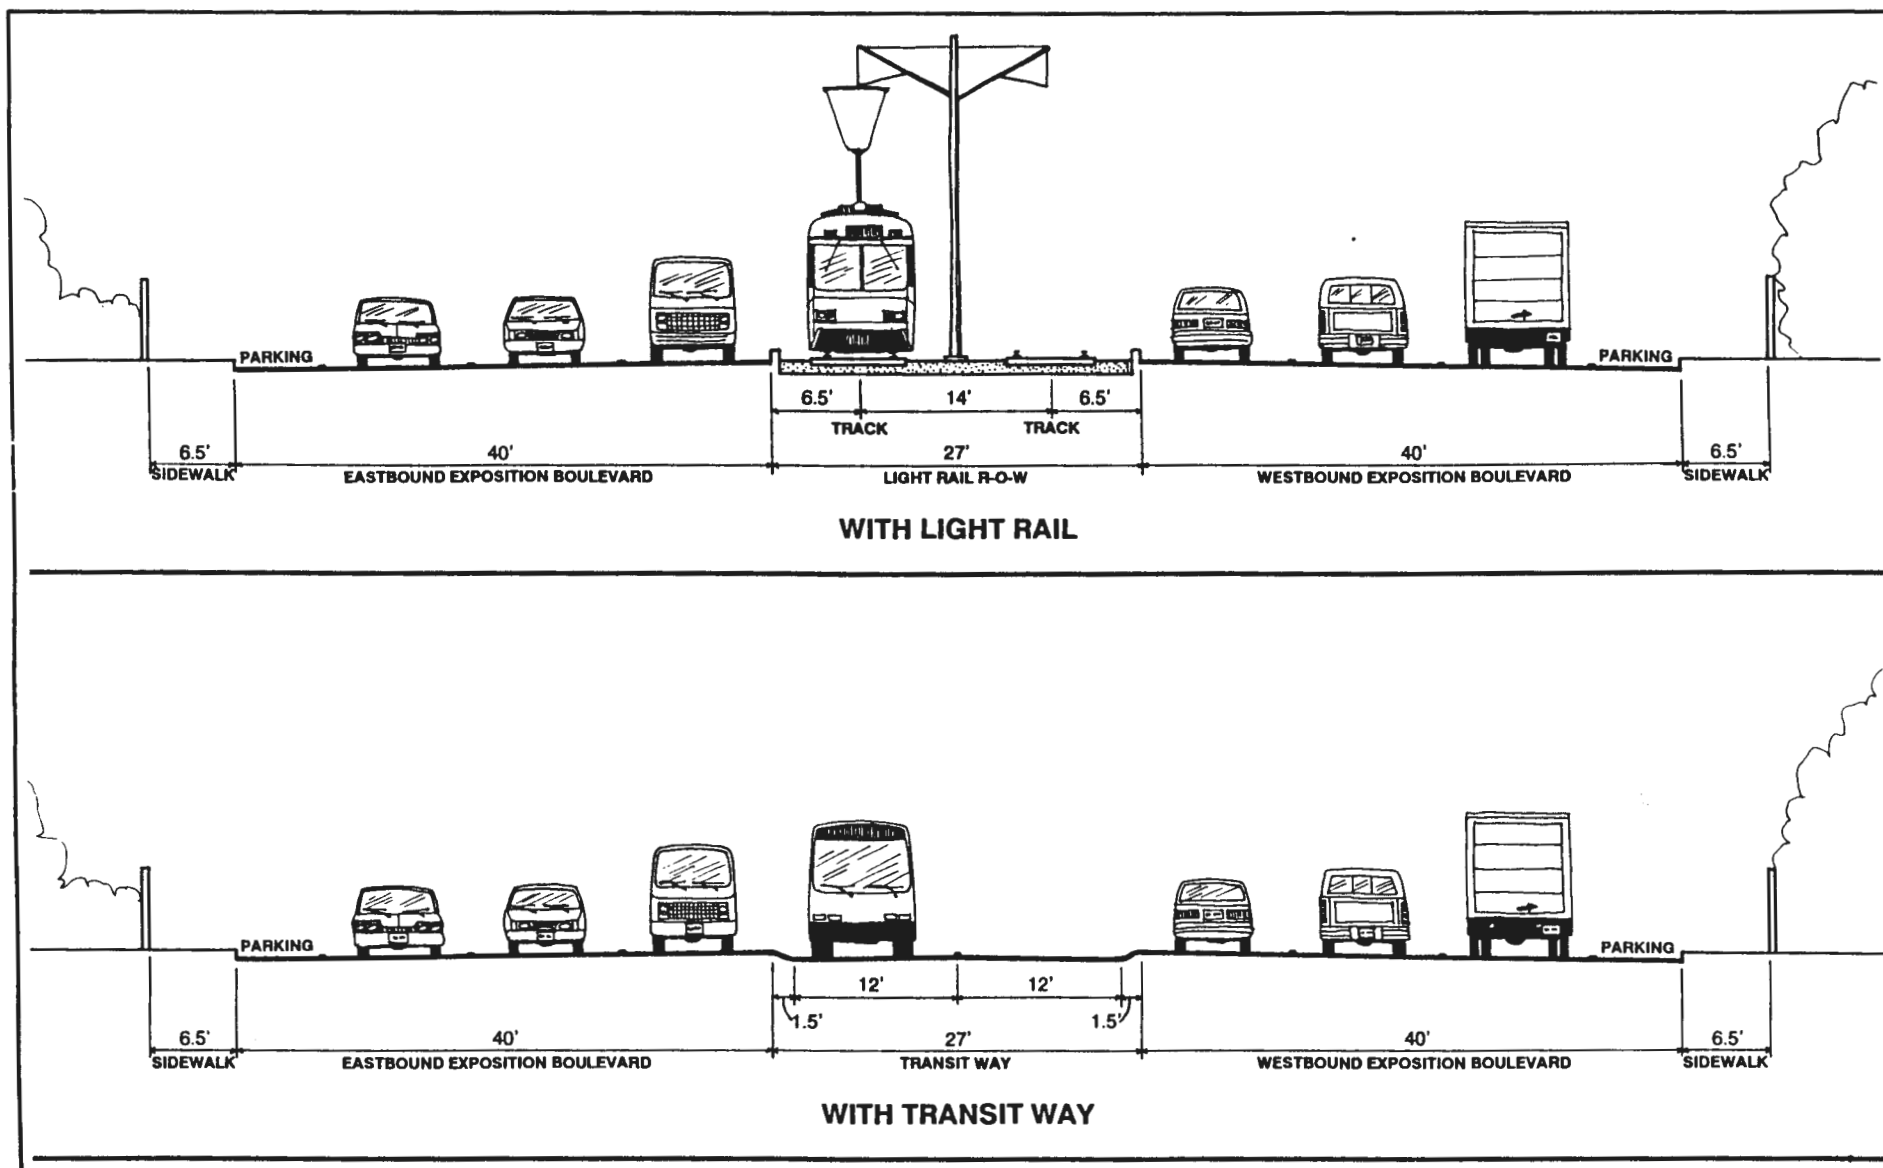 PARKING
PARKING
6.5' 14' 6.5'
TRACK TRACK
6.5' 40' 27' 40' 6.5'
SIDEWALK EASTBOUND EXPOSITION BOULEVARD LIGHT RAIL R-O-W WESTBOUND EXPOSITION BOULEVARD SIDEWALK
WITH LIGHT RAIL
PARKING
PARKING
12' 12'
1.5' 1.5'
6.5' 40' 27' 40' 6.5'
SIDEWALK EASTBOUND EXPOSITION BOULEVARD TRANSIT WAY WESTBOUND EXPOSITION BOULEVARD SIDEWALK
WITH TRANSIT WAY